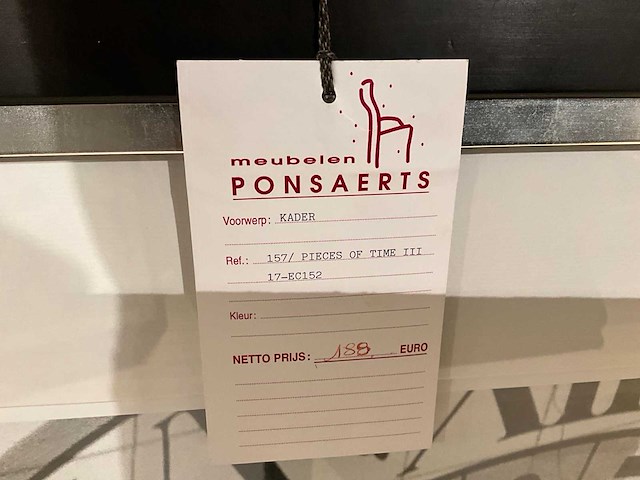 meubelen
PONSAERTS
Voorwerp: KADER
Ref.: 157/ PIECES OF TIME III
17-EC152
Kleur:
NETTO PRIJS: 188 EURO